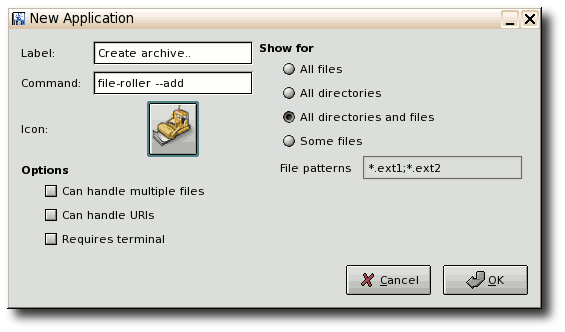 New Application
Label:
Create archive..
Command:
file-roller --add
Icon:
Options
Can handle multiple files
Can handle URIs
Requires terminal
Show for
All files
All directories
All directories and files
Some files
File patterns
*.ext1;*.ext2
Cancel
OK